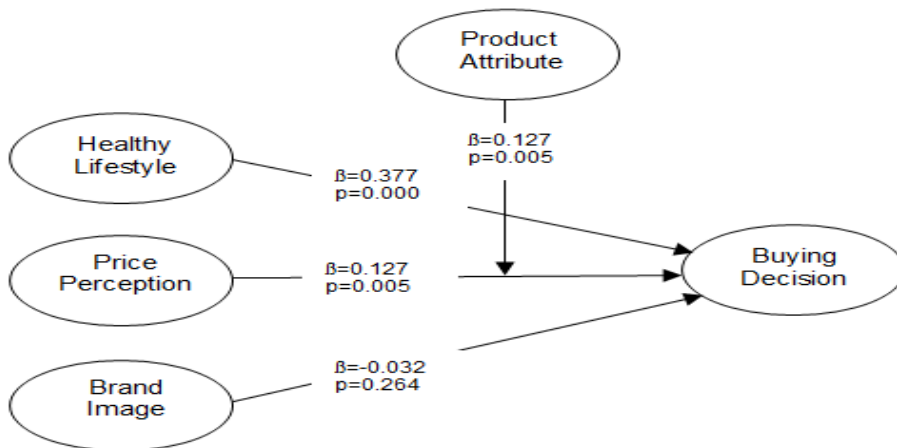 Product
Attribute
ß=0.127
p=0.005
Healthy
Lifestyle
ß=0.377
p=0.000
Price
Perception
ß=0.127
p=0.005
Buying
Decision
Brand
Image
ß=-0.032
p=0.264